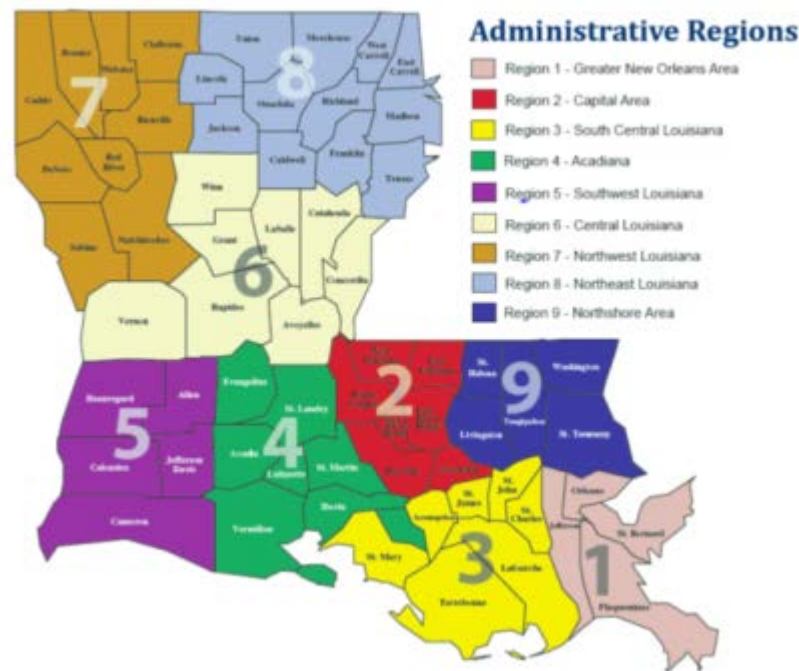 Administrative Regions
Region 1 - Greater New Orleans Area
Region 2 - Capital Area
Region 3 - South Central Louisiana
Region 4 - Acadiana
Region 5 - Southwest Louisiana
Region 6 - Central Louisiana
Region 7 - Northwest Louisiana
Region 8 - Northeast Louisiana
Region 9 - Northshore Area
7
Claiborne
Bossier
Webster
Caddo
Bienville
Red
River
DeSoto
Sabine
Natchitoches
8
Union
Morehouse
West
Carroll
East
Carroll
Lincoln
Ouachita
Richland
Madison
Jackson
Caldwell
Franklin
Tensas
6
Winn
Grant
LaSalle
Catahoula
Concordia
Vernon
Rapides
Avoyelles
5
Beauregard
Allen
Calcasieu
Jefferson
Davis
Cameron
4
Evangeline
St. Landry
Acadia
Lafayette
St. Martin
Iberia
Vermilion
2
9
St.
Helena
Washington
Livingston
Tangipahoa
St. Tammany
3
St.
James
St.
John
St.
Charles
Assumption
St. Mary
Lafourche
Terrebonne
1
Orleans
Jefferson
St. Bernard
Plaquemines